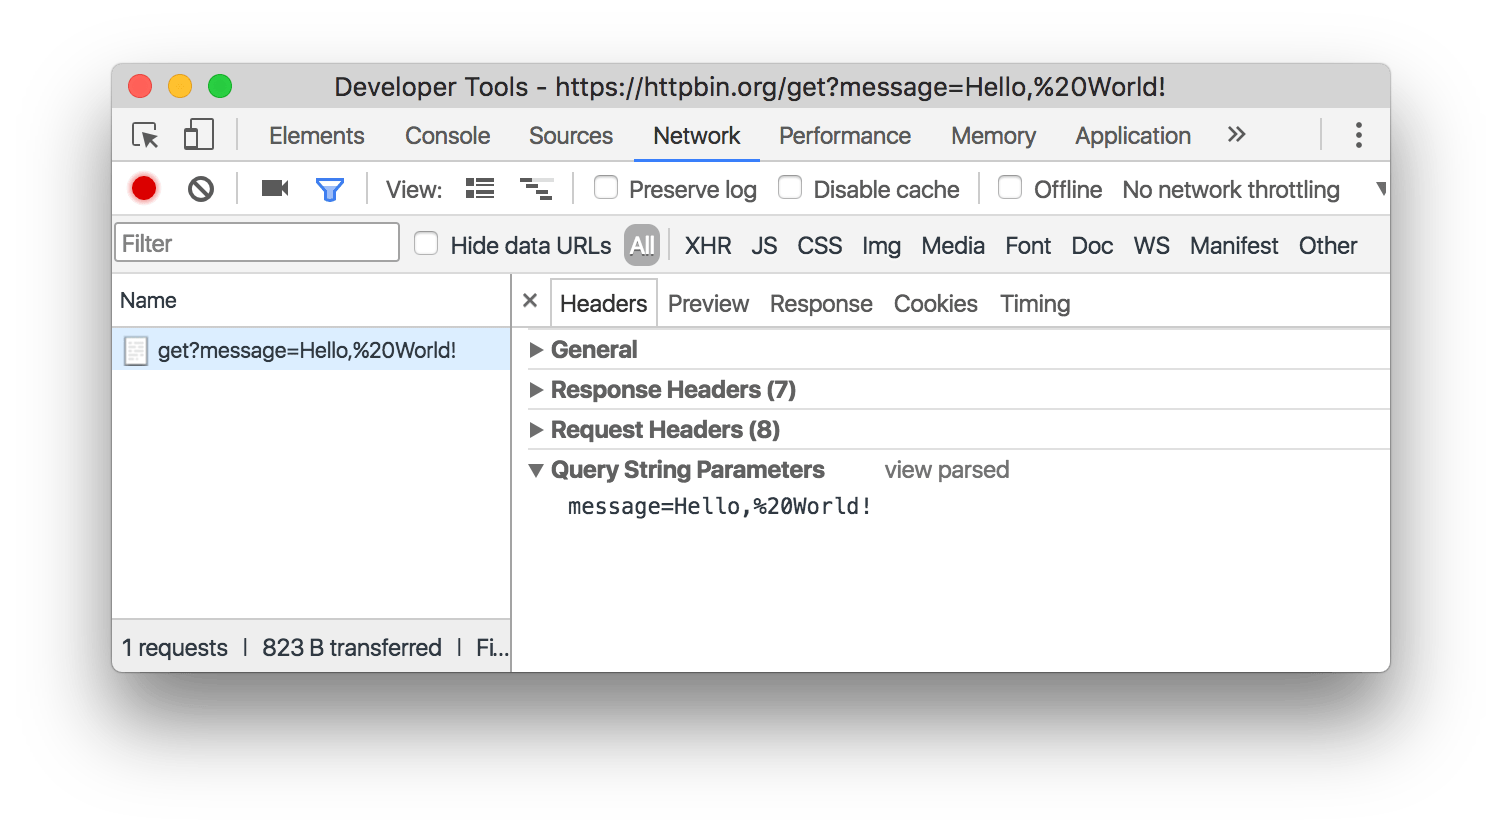 Developer Tools - https://httpbin.org/get?message=Hello,%20World!
Elements Console Sources Network Performance Memory Application
View: Preserve log Disable cache Offline No network throttling
Filter Hide data URLs All XHR JS CSS Img Media Font Doc WS Manifest Other
Name
get?message=Hello,%20World!
1 requests | 823 B transferred | Fi...
× Headers Preview Response Cookies Timing
▶ General
▶ Response Headers (7)
▶ Request Headers (8)
▼ Query String Parameters view parsed
message=Hello,%20World!